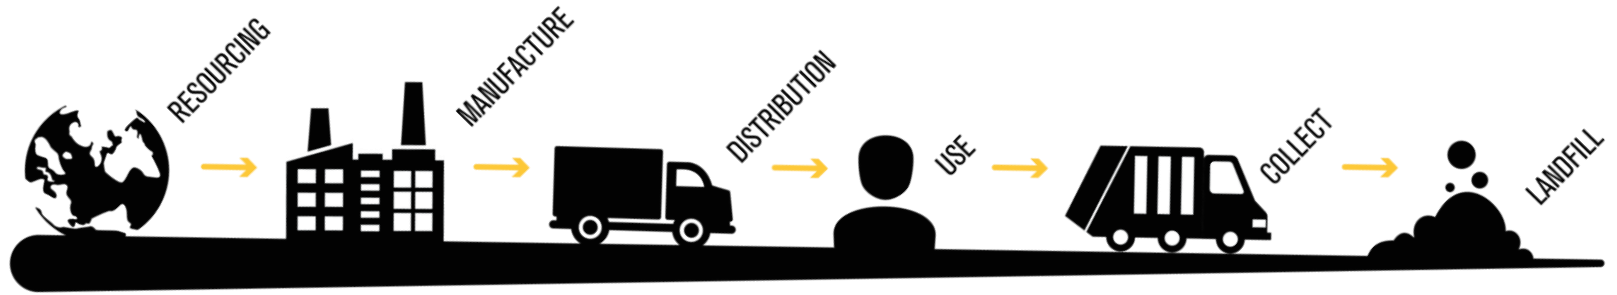 RESOURCING
MANUFACTURE
DISTRIBUTION
USE
COLLECT
LANDFILL